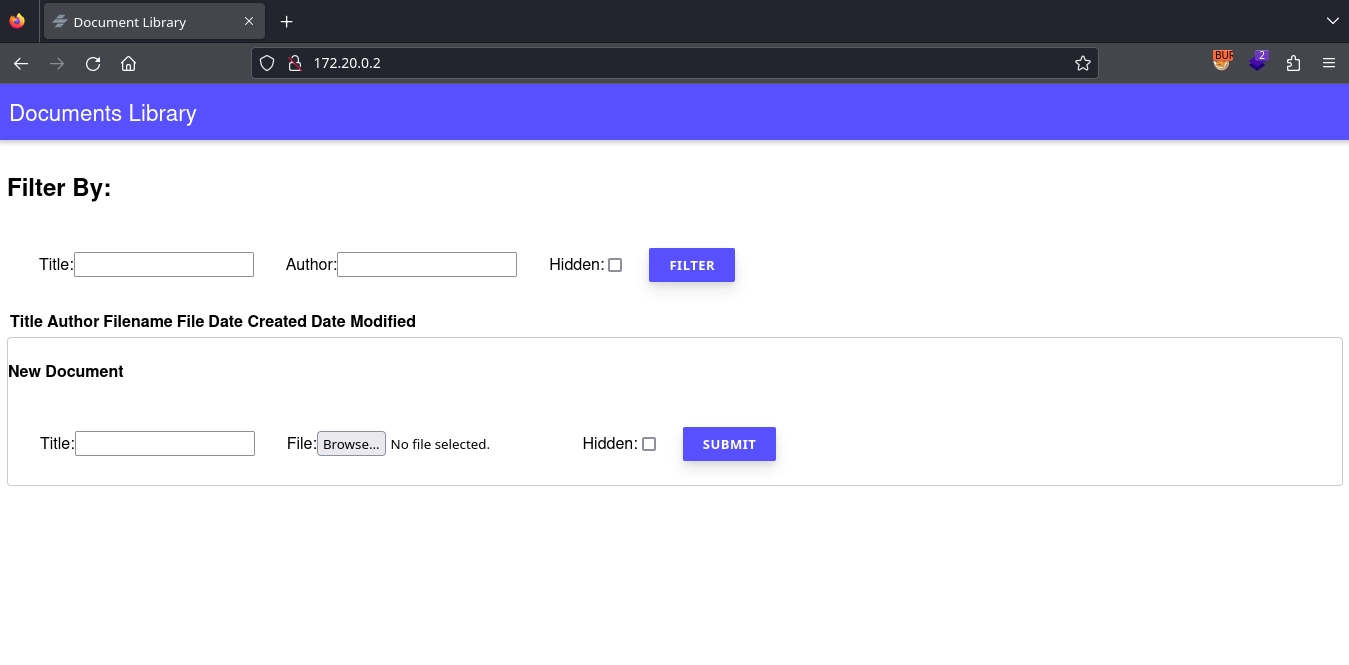 Document Library
172.20.0.2
BUR
2
Documents Library
Filter By:
Title: Author: Hidden: FILTER
Title Author Filename File Date Created Date Modified
New Document
Title: File: Browse... No file selected. Hidden: SUBMIT